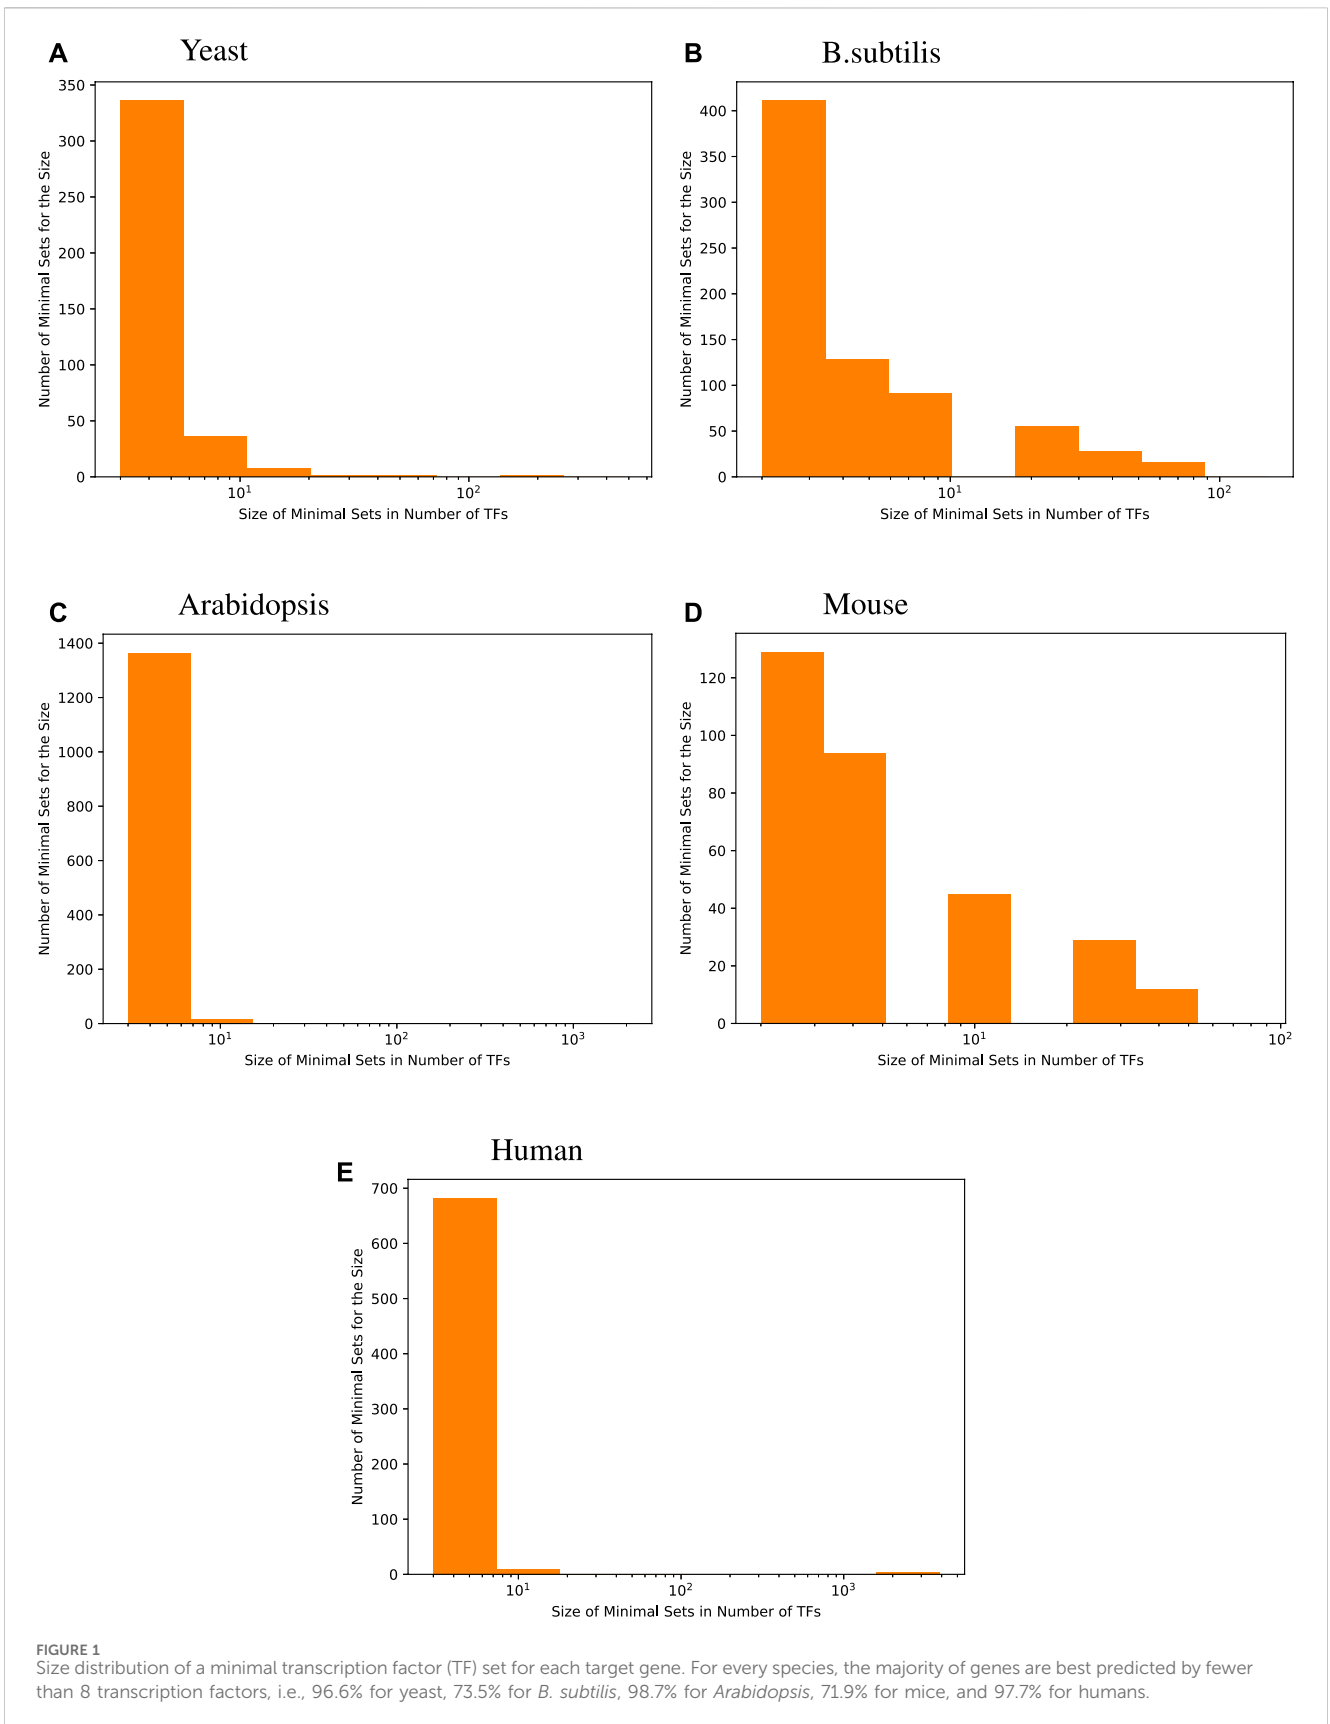 A Yeast
350
300
250
200
150
100
50
0
Number of Minimal Sets for the Size
10¹ 10²
Size of Minimal Sets in Number of TFs
B B.subtilis
400
350
300
250
200
150
100
50
0
Number of Minimal Sets for the Size
10¹ 10²
Size of Minimal Sets in Number of TFs
C Arabidopsis
1400
1200
1000
800
600
400
200
0
Number of Minimal Sets for the Size
10¹ 10² 10³
Size of Minimal Sets in Number of TFs
D Mouse
120
100
80
60
40
20
0
Number of Minimal Sets for the Size
10¹ 10²
Size of Minimal Sets in Number of TFs
E Human
700
600
500
400
300
200
100
0
Number of Minimal Sets for the Size
10¹ 10² 10³
Size of Minimal Sets in Number of TFs
FIGURE 1
Size distribution of a minimal transcription factor (TF) set for each target gene. For every species, the majority of genes are best predicted by fewer
than 8 transcription factors, i.e., 96.6% for yeast, 73.5% for B. subtilis, 98.7% for Arabidopsis, 71.9% for mice, and 97.7% for humans.